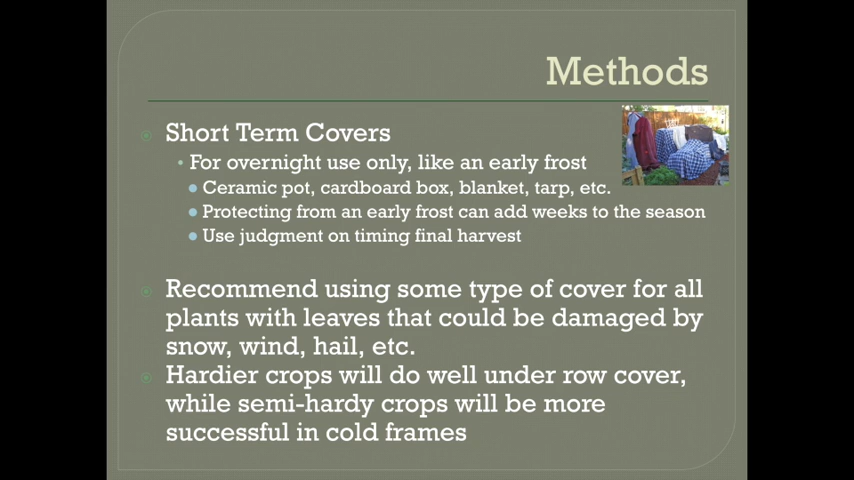 Methods
Short Term Covers
For overnight use only, like an early frost
Ceramic pot, cardboard box, blanket, tarp, etc.
Protecting from an early frost can add weeks to the season
Use judgment on timing final harvest
Recommend using some type of cover for all
plants with leaves that could be damaged by
snow, wind, hail, etc.
Hardier crops will do well under row cover,
while semi-hardy crops will be more
successful in cold frames